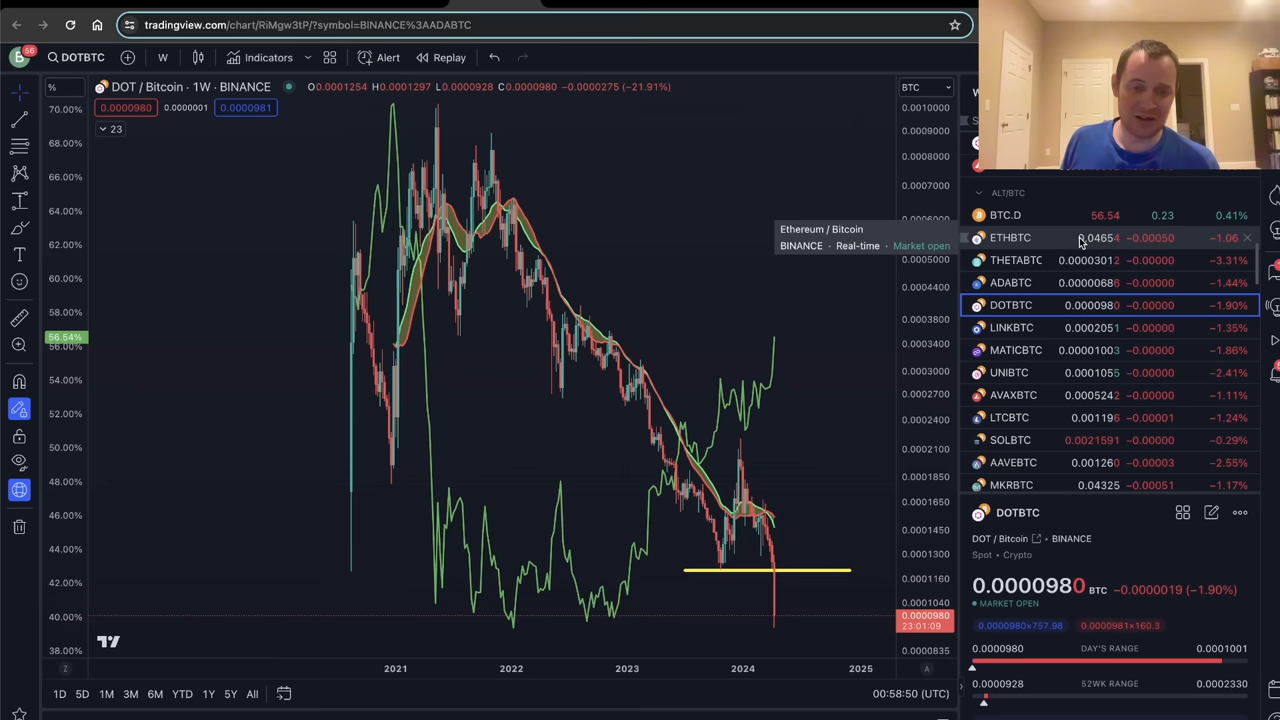 tradingview.com/chart/RiMgw3tP/?symbol=BINANCE%3AADABTC
B 56 DOTBTC W Indicators Alert Replay
% DOT / Bitcoin · 1W · BINANCE O0.0001254 H0.0001297 L0.0000928 C0.0000980 −0.0000275 (−21.91%) BTC
0.0000980 0.0000001 0.0000981
23
70.00%
68.00%
66.00%
64.00%
62.00%
60.00%
58.00%
56.54%
56.00%
54.00%
52.00%
50.00%
48.00%
46.00%
44.00%
42.00%
40.00%
38.00%
0.0010000
0.0009000
0.0008000
0.0007000
0.0005000
0.0004400
0.0003800
0.0003400
0.0003000
0.0002700
0.0002400
0.0002100
0.0001850
0.0001650
0.0001450
0.0001300
0.0001160
0.0001040
0.0000980
23:01:09
0.0000835
Ethereum / Bitcoin
BINANCE · Real-time · Market open
Z 2021 2022 2023 2024 2025 A
1D 5D 1M 3M 6M YTD 1Y 5Y All 00:58:50 (UTC)
ALT/BTC
BTC.D 56.54 0.23 0.41%
ETHBTC 0.04654 −0.00050 −1.06
THETABTC 0.00003012 −0.00000 −3.31%
ADABTC 0.00000686 −0.00000 −1.44%
DOTBTC 0.0000980 −0.00000 −1.90%
LINKBTC 0.0002051 −0.00000 −1.35%
MATICBTC 0.00001003 −0.00000 −1.86%
UNIBTC 0.0001055 −0.00000 −2.41%
AVAXBTC 0.0005242 −0.00000 −1.11%
LTCBTC 0.001196 −0.00001 −1.24%
SOLBTC 0.0021591 −0.00000 −0.29%
AAVEBTC 0.001260 −0.00003 −2.55%
MKRBTC 0.04325 −0.00051 −1.17%
DOTBTC
DOT / Bitcoin · BINANCE
Spot · Crypto
0.0000980 BTC −0.0000019 (−1.90%)
MARKET OPEN
0.0000980×757.98 0.0000981×160.3
0.0000980 DAY'S RANGE 0.0001001
0.0000928 52WK RANGE 0.0002330